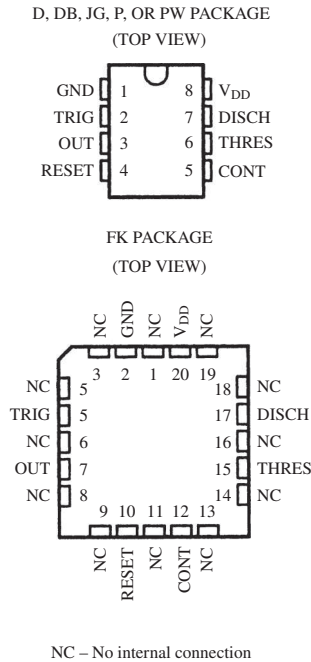 D, DB, JG, P, OR PW PACKAGE
(TOP VIEW)
GND 1 8 VDD
TRIG 2 7 DISCH
OUT 3 6 THRES
RESET 4 5 CONT
FK PACKAGE
(TOP VIEW)
NC GND NC VDD NC
3 2 1 20 19
NC 5 18 NC
TRIG 5 17 DISCH
NC 6 16 NC
OUT 7 15 THRES
NC 8 14 NC
9 10 11 12 13
NC RESET NC CONT NC
NC – No internal connection